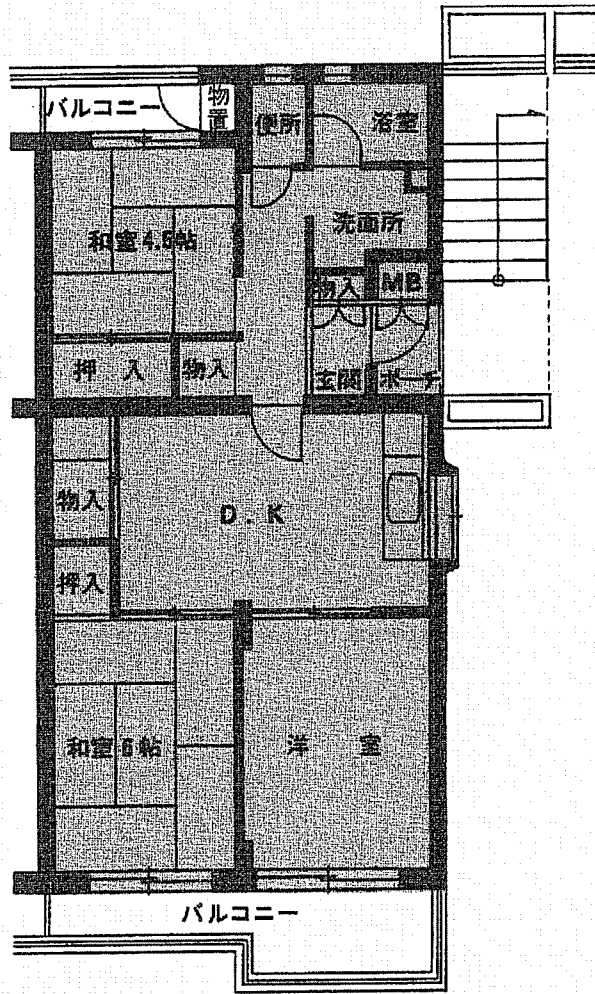 バルコニー
物置
便所
浴室
和室4.5帖
洗面所
物入
MB
押 入
物入
玄関
ポーチ
物入
D.K
押入
和室6帖
洋 室
バルコニー